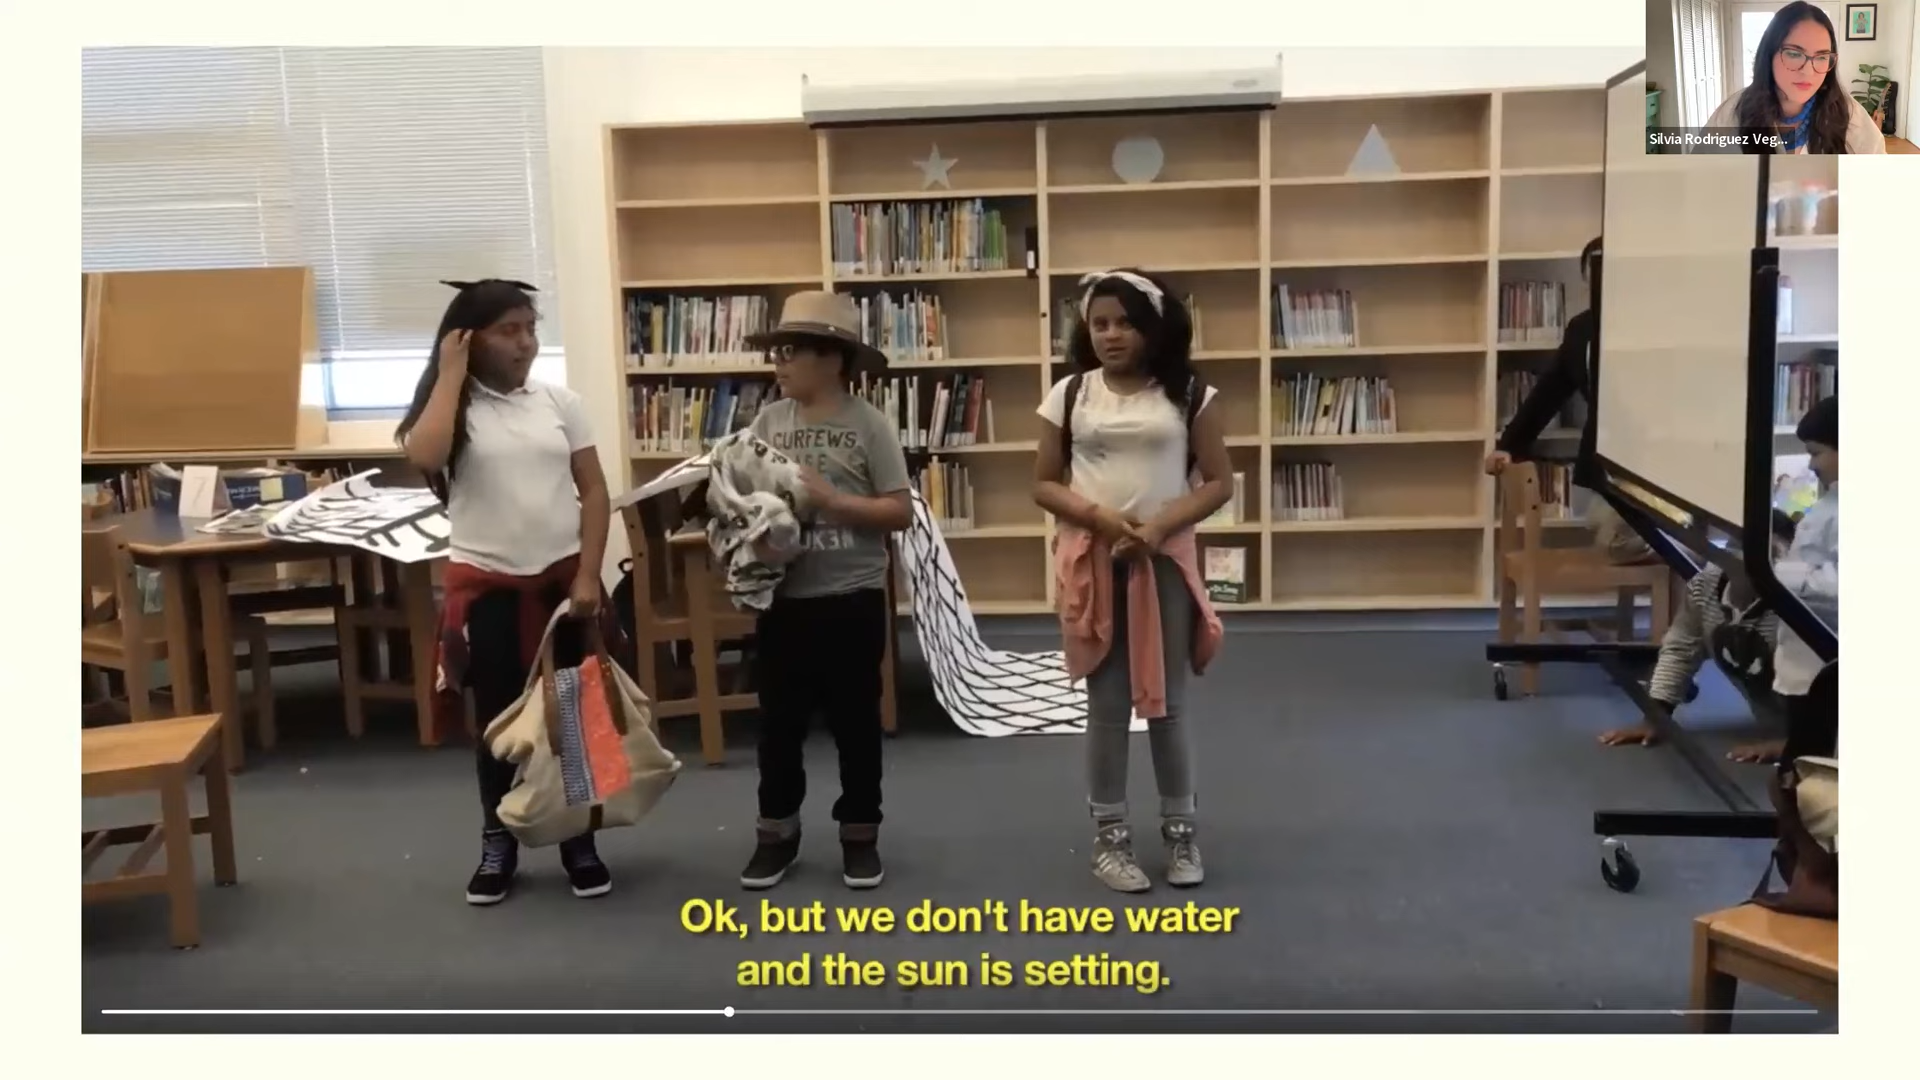 Silvia Rodriguez Veg...
CURFEWS
Ok, but we don't have water
and the sun is setting.